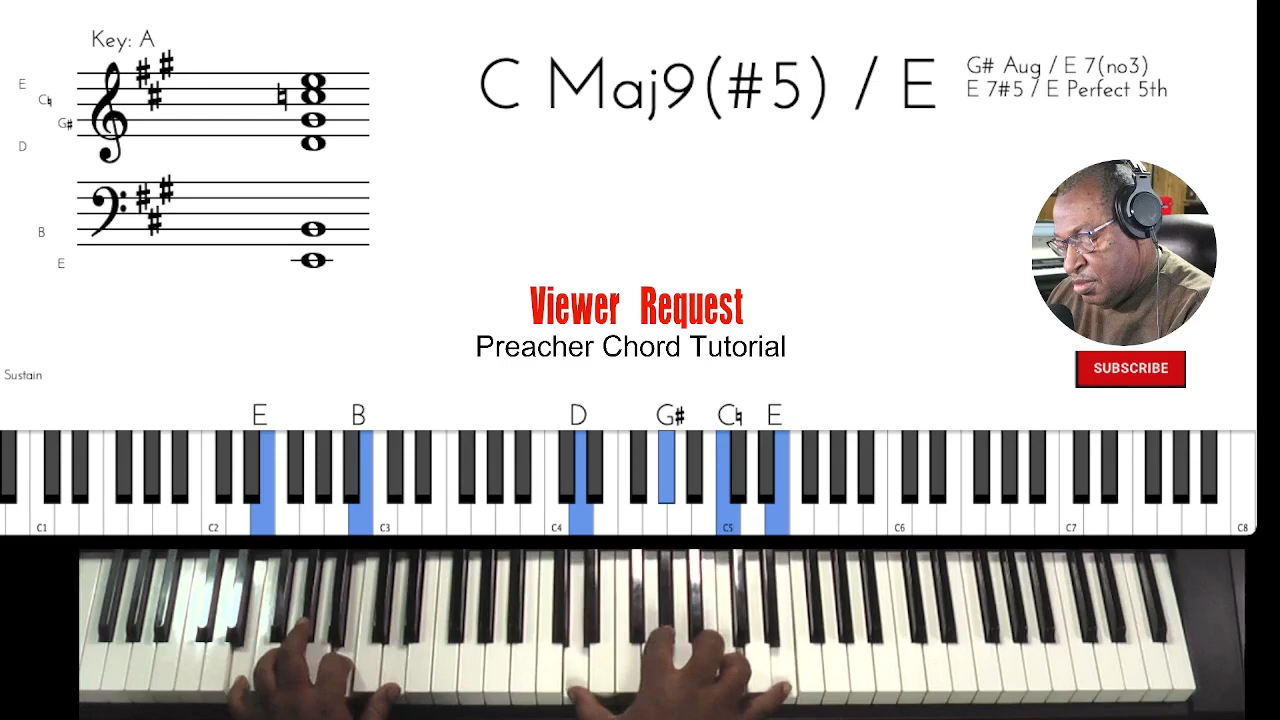 Key: A
E
C♮
G#
D
B
E
C Maj9(#5) / E
G# Aug / E 7(no3)
E 7#5 / E Perfect 5th
Viewer Request
Preacher Chord Tutorial
SUBSCRIBE
Sustain
E B D G# C♮ E
C1 C2 C3 C4 C5 C6 C7 C8